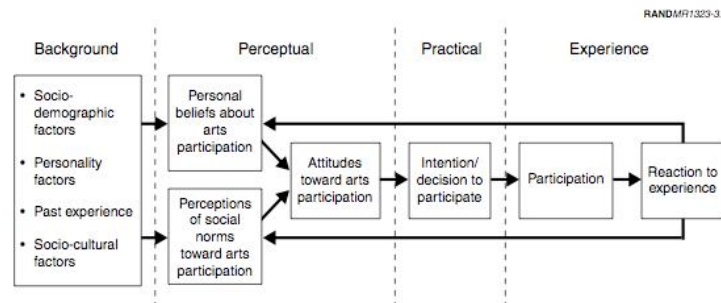 RANDMR1323-3.
Background
Perceptual
Practical
Experience
• Socio-
demographic
factors
• Personality
factors
• Past experience
• Socio-cultural
factors
Personal
beliefs about
arts
participation
Perceptions
of social
norms
toward arts
participation
Attitudes
toward arts
participation
Intention/
decision to
participate
Participation
Reaction to
experience